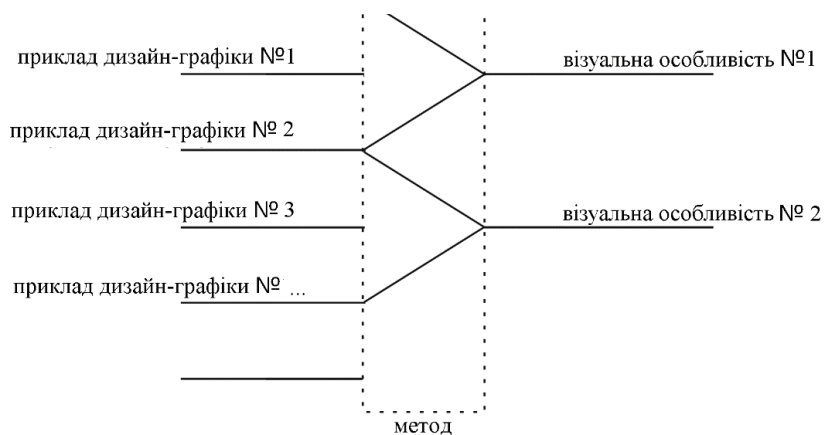 приклад дизайн-графіки №1
візуальна особливість №1
приклад дизайн-графіки № 2
приклад дизайн-графіки № 3
візуальна особливість № 2
приклад дизайн-графіки № ...
метод